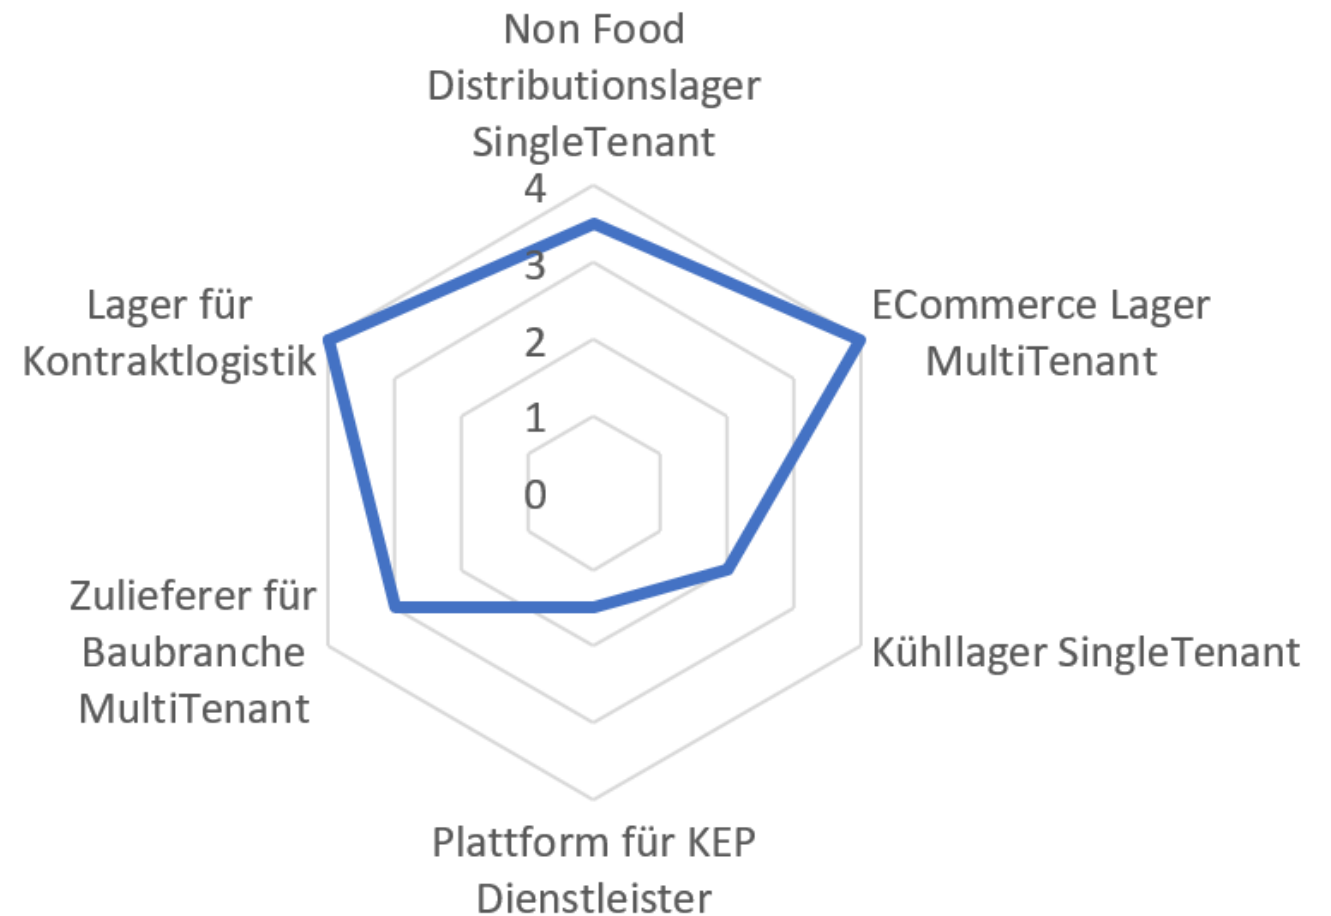 Non Food
Distributionslager
SingleTenant
4
3
2
1
0
ECommerce Lager
MultiTenant
Kühllager SingleTenant
Plattform für KEP
Dienstleister
Zulieferer für
Baubranche
MultiTenant
Lager für
Kontraktlogistik